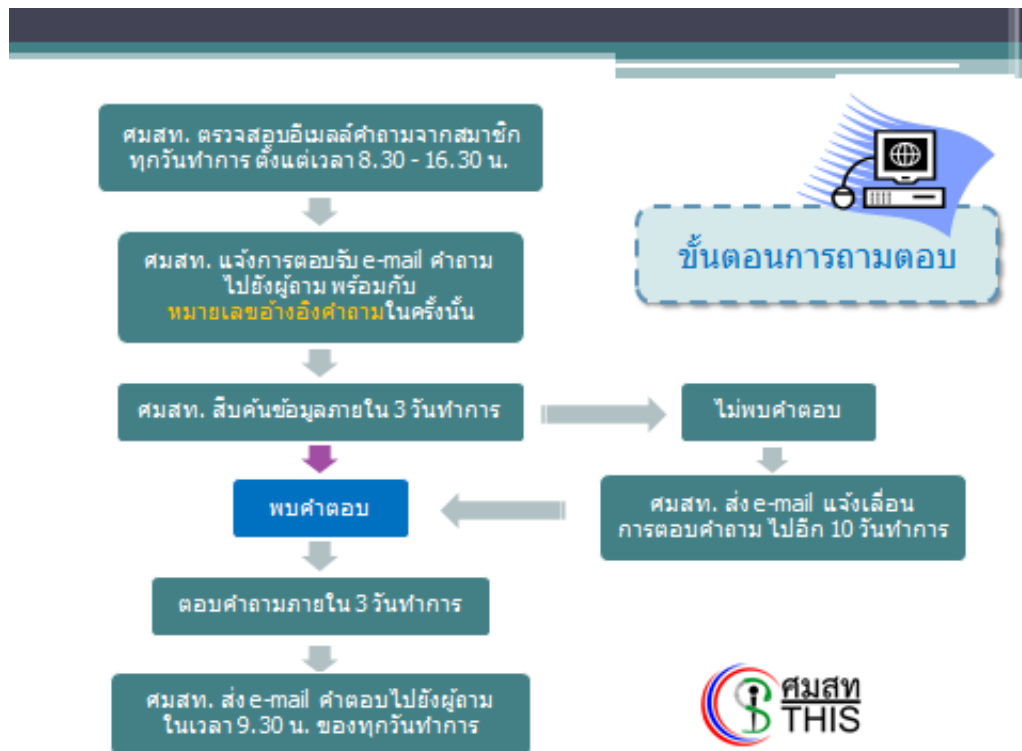 ศมสท. ตรวจสอบอีเมลล์คำถามจากสมาชิก
ทุกวันทำการ ตั้งแต่เวลา 8.30 - 16.30 น.
ขั้นตอนการถามตอบ
ศมสท. แจ้งการตอบรับ e-mail คำถาม
ไปยังผู้ถาม พร้อมกับ
หมายเลขอ้างอิงคำถามในครั้งนั้น
ศมสท. สืบค้นข้อมูลภายใน 3 วันทำการ
ไม่พบคำตอบ
พบคำตอบ
ศมสท. ส่ง e-mail แจ้งเลื่อน
การตอบคำถาม ไปอีก 10 วันทำการ
ตอบคำถามภายใน 3 วันทำการ
ศมสท. ส่ง e-mail คำตอบไปยังผู้ถาม
ในเวลา 9.30 น. ของทุกวันทำการ
ศมสท
THIS